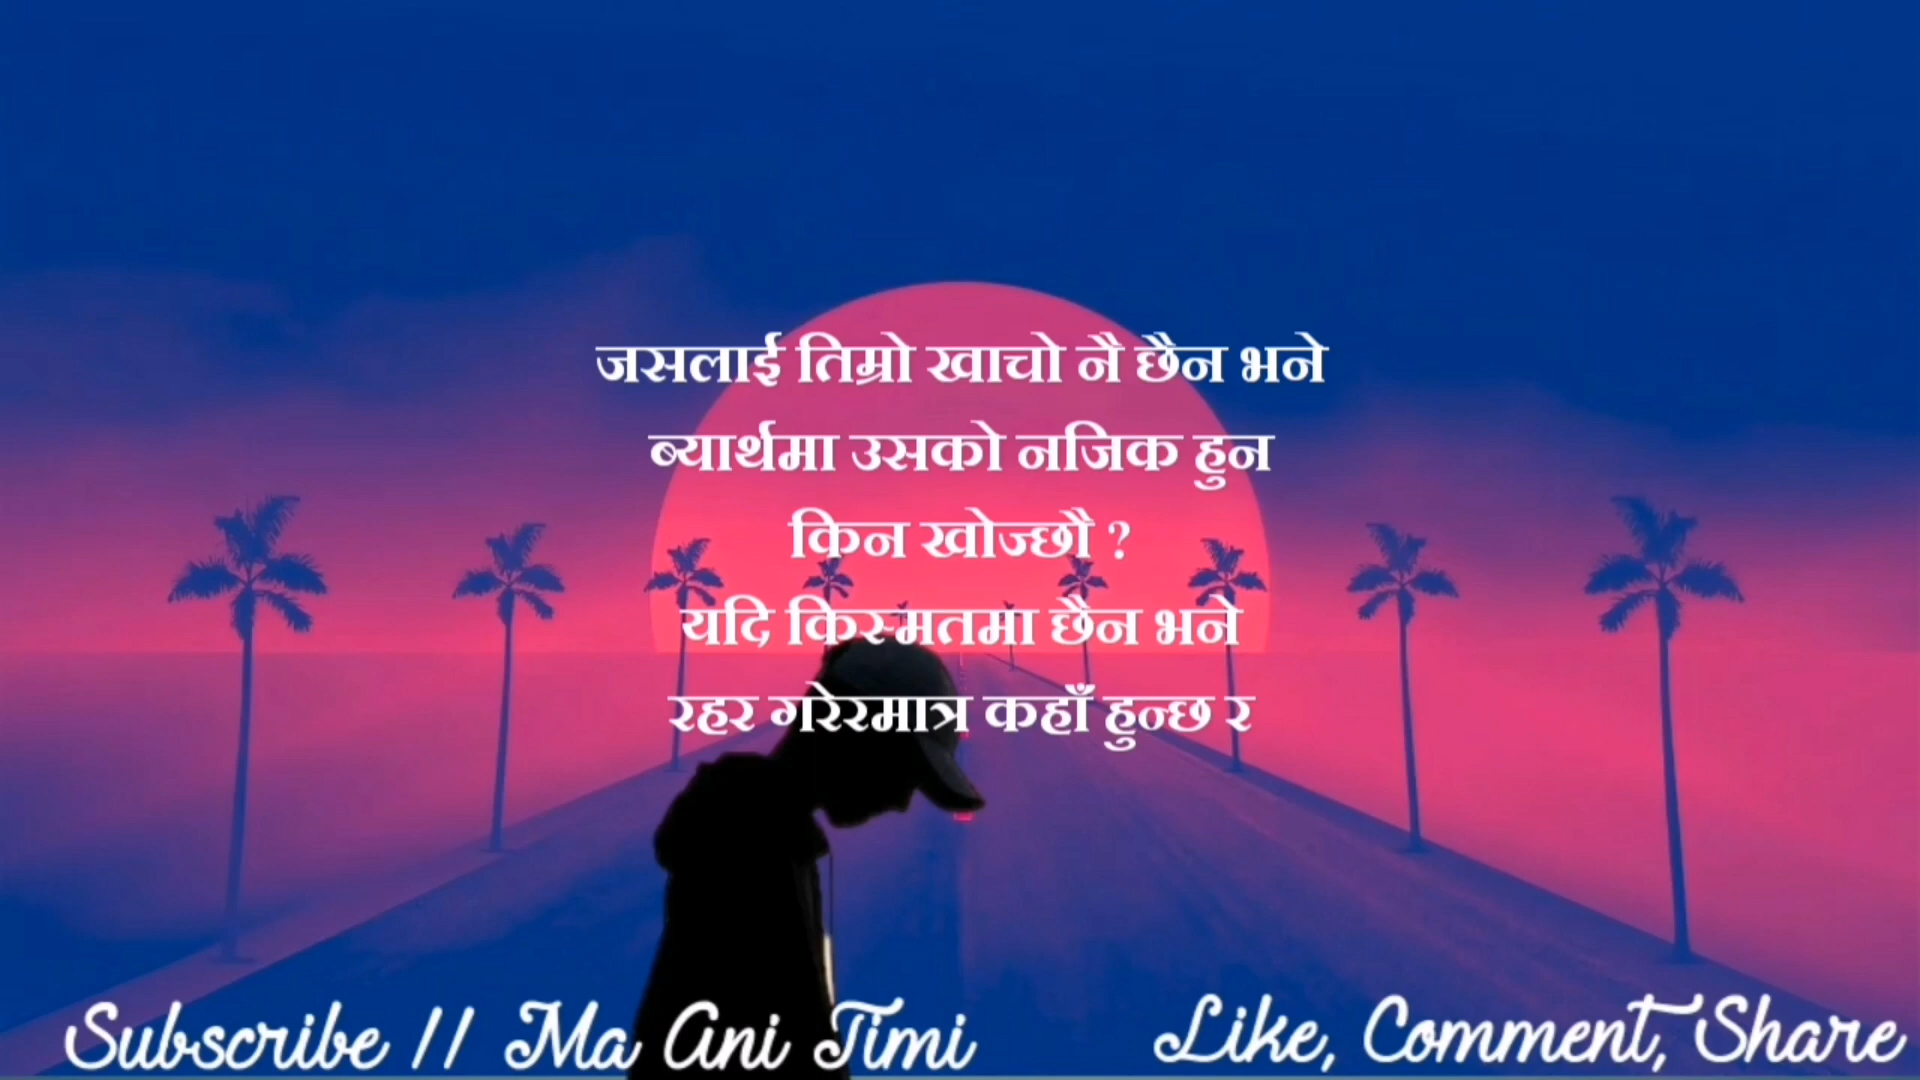 जसलाई तिम्रो खाचो नै छैन भने
ब्यार्थमा उसको नजिक हुन
किन खोज्छौ ?
यदि किस्मतमा छैन भने
रहर गरेरमात्र कहाँ हुन्छ र
Subscribe // Ma Ani Timi
Like, Comment, Share